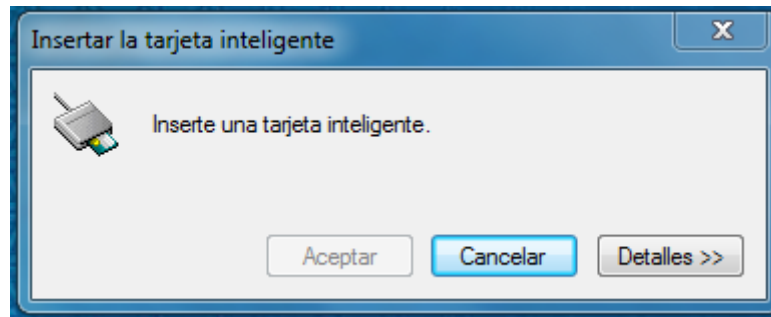 Insertar la tarjeta inteligente
Inserte una tarjeta inteligente.
Aceptar Cancelar Detalles >>